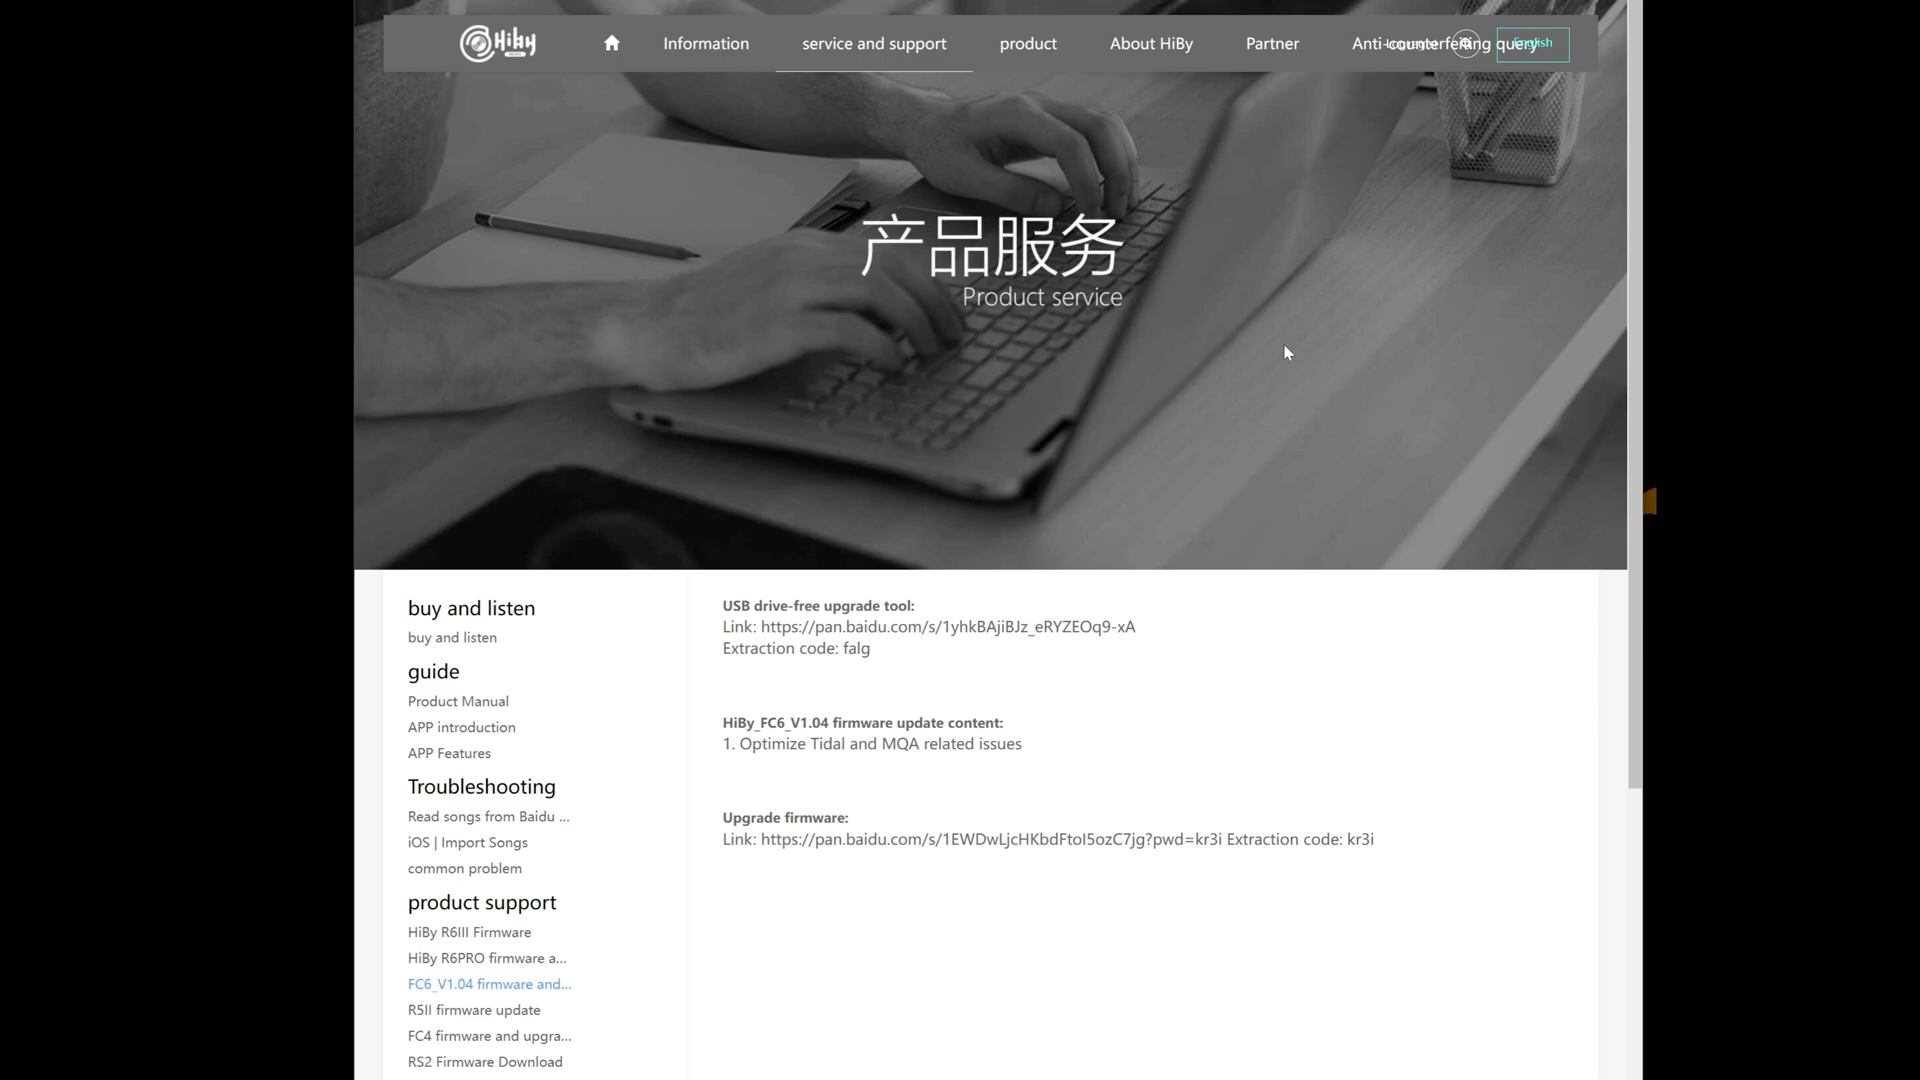 HiBy
Information
service and support
product
About HiBy
Partner
Anti-counterfeiting query
English
产品服务
Product service
buy and listen
buy and listen
guide
Product Manual
APP introduction
APP Features
Troubleshooting
Read songs from Baidu ...
iOS | Import Songs
common problem
product support
HiBy R6III Firmware
HiBy R6PRO firmware a...
FC6_V1.04 firmware and...
R5II firmware update
FC4 firmware and upgra...
RS2 Firmware Download
USB drive-free upgrade tool:
Link: https://pan.baidu.com/s/1yhkBAjiBJz_eRYZEOq9-xA
Extraction code: falg
HiBy_FC6_V1.04 firmware update content:
1. Optimize Tidal and MQA related issues
Upgrade firmware:
Link: https://pan.baidu.com/s/1EWDwLjcHKbdFtoI5ozC7jg?pwd=kr3i Extraction code: kr3i